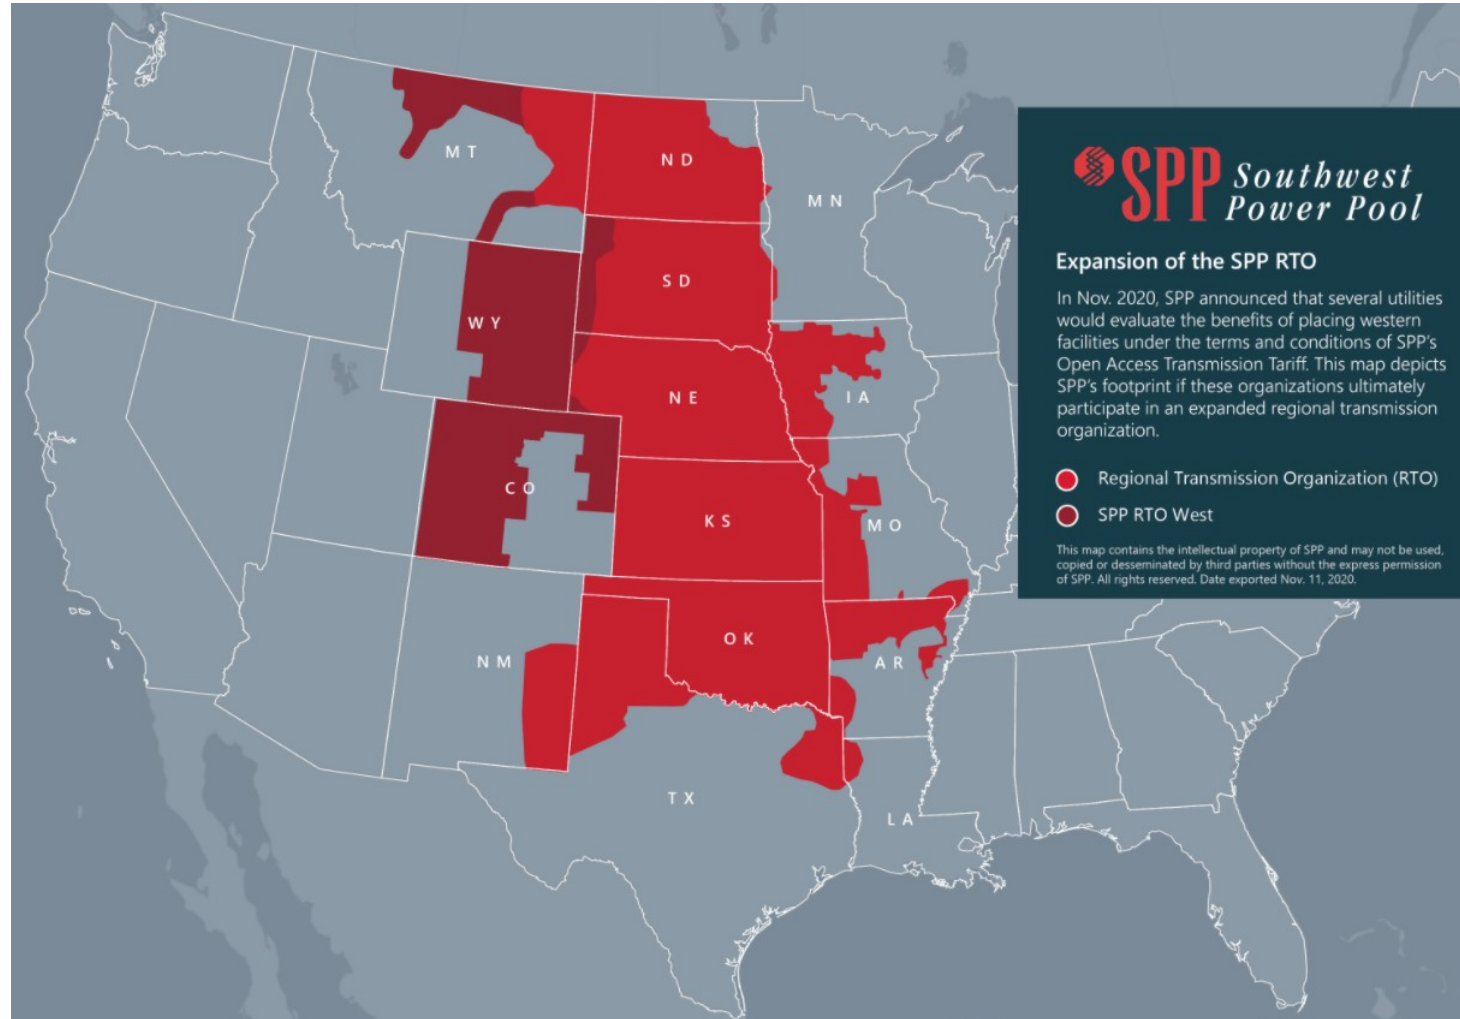 MT
ND
MN
SD
WY
NE
IA
CO
KS
MO
OK
NM
AR
TX
LA
SPP Southwest
Power Pool
Expansion of the SPP RTO
In Nov. 2020, SPP announced that several utilities
would evaluate the benefits of placing western
facilities under the terms and conditions of SPP's
Open Access Transmission Tariff. This map depicts
SPP's footprint if these organizations ultimately
participate in an expanded regional transmission
organization.
Regional Transmission Organization (RTO)
SPP RTO West
This map contains the intellectual property of SPP and may not be used,
copied or desseminated by third parties without the express permission
of SPP. All rights reserved. Date exported Nov. 11, 2020.